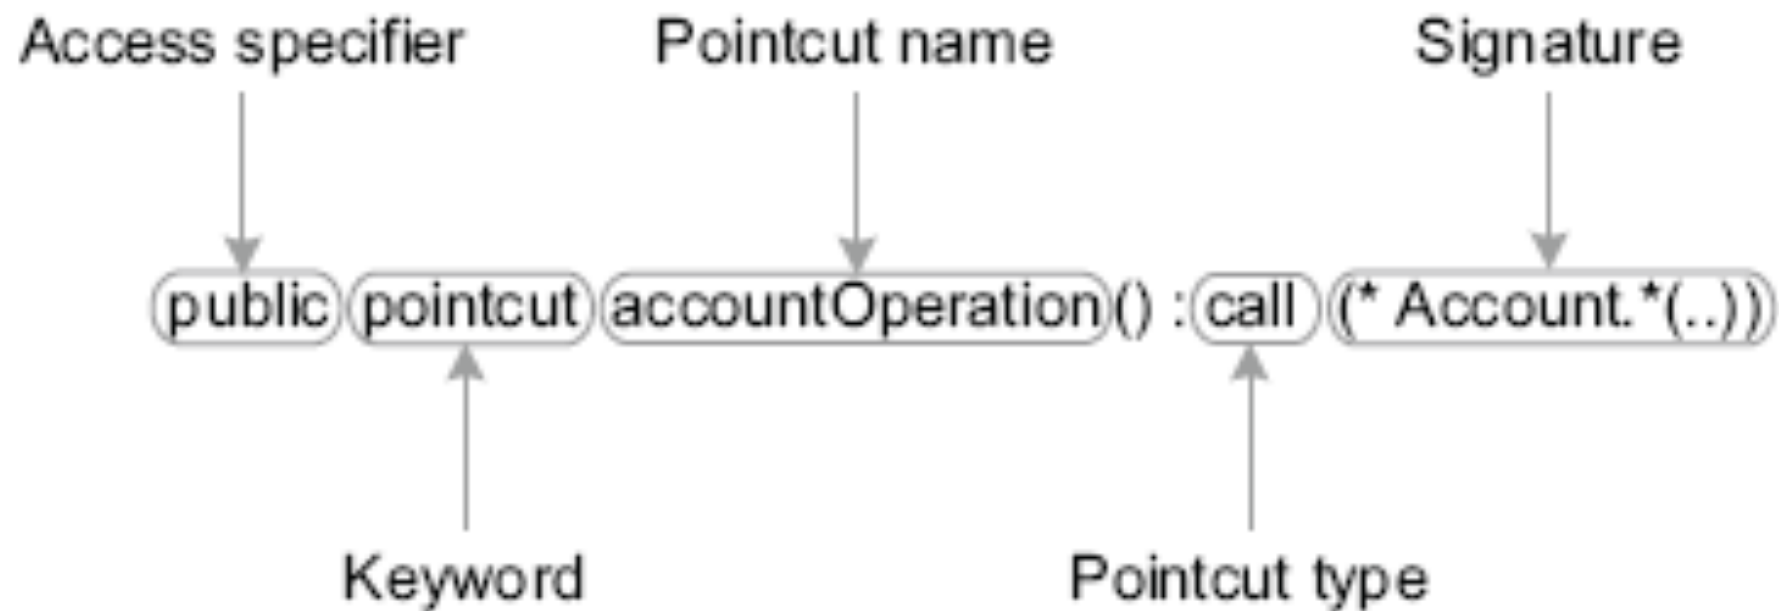 Access specifier Pointcut name Signature
public pointcut accountOperation() : call (* Account.*(..))
Keyword Pointcut type